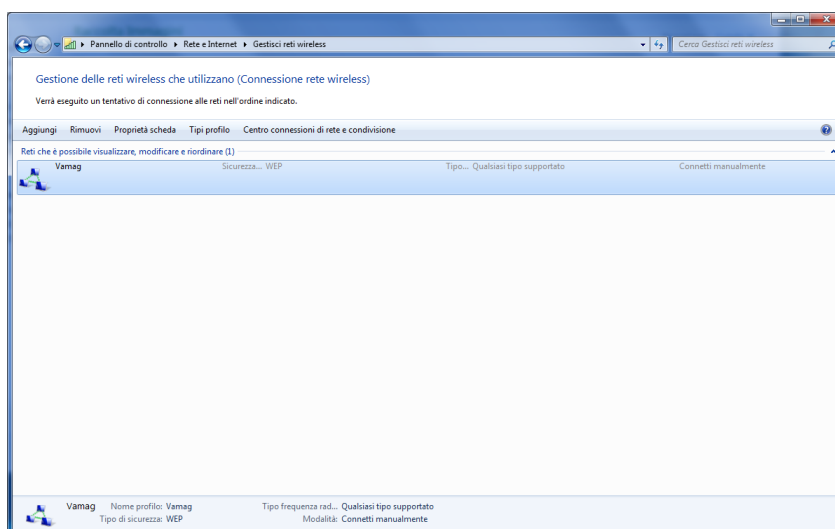 Pannello di controllo Rete e Internet Gestisci reti wireless
Cerca Gestisci reti wireless
Gestione delle reti wireless che utilizzano (Connessione rete wireless)
Verrà eseguito un tentativo di connessione alle reti nell'ordine indicato.
Aggiungi Rimuovi Proprietà scheda Tipi profilo Centro connessioni di rete e condivisione
Reti che è possibile visualizzare, modificare e riordinare (1)
Vamag Sicurezza... WEP Tipo... Qualsiasi tipo supportato Connetti manualmente
Vamag Nome profilo: Vamag Tipo frequenza rad... Qualsiasi tipo supportato
Tipo di sicurezza: WEP Modalità: Connetti manualmente